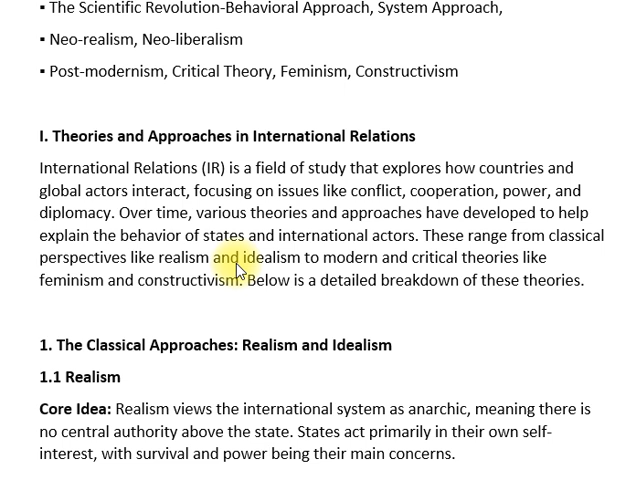 ▪ The Scientific Revolution-Behavioral Approach, System Approach,
▪ Neo-realism, Neo-liberalism
▪ Post-modernism, Critical Theory, Feminism, Constructivism
I. Theories and Approaches in International Relations
International Relations (IR) is a field of study that explores how countries and
global actors interact, focusing on issues like conflict, cooperation, power, and
diplomacy. Over time, various theories and approaches have developed to help
explain the behavior of states and international actors. These range from classical
perspectives like realism and idealism to modern and critical theories like
feminism and constructivism. Below is a detailed breakdown of these theories.
1. The Classical Approaches: Realism and Idealism
1.1 Realism
Core Idea: Realism views the international system as anarchic, meaning there is
no central authority above the state. States act primarily in their own self-
interest, with survival and power being their main concerns.